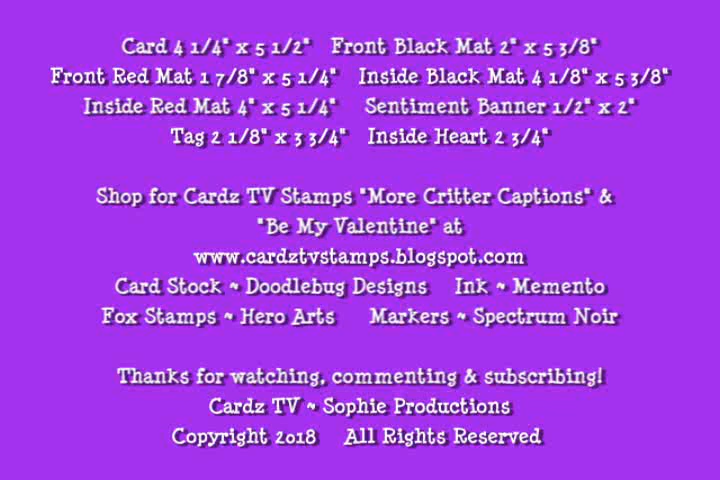 Card 4 1/4" x 5 1/2" Front Black Mat 2" x 5 3/8"
Front Red Mat 1 7/8" x 5 1/4" Inside Black Mat 4 1/8" x 5 3/8"
Inside Red Mat 4" x 5 1/4" Sentiment Banner 1/2" x 2"
Tag 2 1/8" x 3 3/4" Inside Heart 2 3/4"
Shop for Cardz TV Stamps "More Critter Captions" &
"Be My Valentine" at
www.cardztvstamps.blogspot.com
Card Stock ~ Doodlebug Designs Ink ~ Memento
Fox Stamps ~ Hero Arts Markers ~ Spectrum Noir
Thanks for watching, commenting & subscribing!
Cardz TV ~ Sophie Productions
Copyright 2018 All Rights Reserved